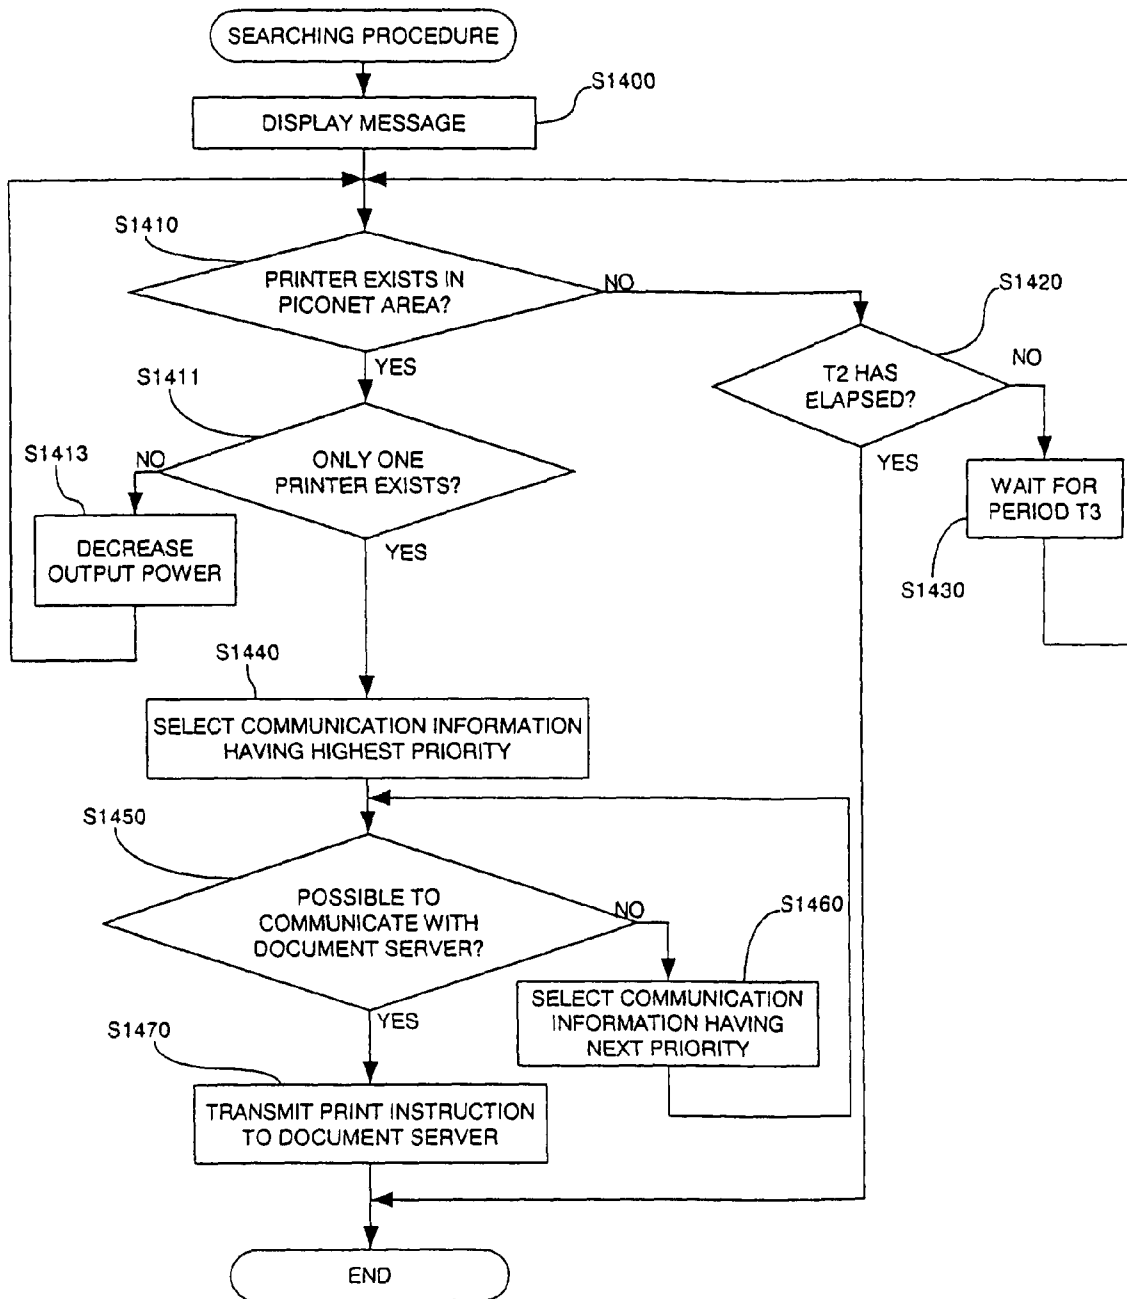 SEARCHING PROCEDURE
S1400
DISPLAY MESSAGE
S1410
PRINTER EXISTS IN
PICONET AREA?
NO
YES
S1420
T2 HAS
ELAPSED?
NO
YES
S1411
ONLY ONE
PRINTER EXISTS?
NO
YES
S1413
DECREASE
OUTPUT POWER
WAIT FOR
PERIOD T3
S1430
S1440
SELECT COMMUNICATION INFORMATION
HAVING HIGHEST PRIORITY
S1450
POSSIBLE TO
COMMUNICATE WITH
DOCUMENT SERVER?
NO
YES
S1460
SELECT COMMUNICATION
INFORMATION HAVING
NEXT PRIORITY
S1470
TRANSMIT PRINT INSTRUCTION
TO DOCUMENT SERVER
END